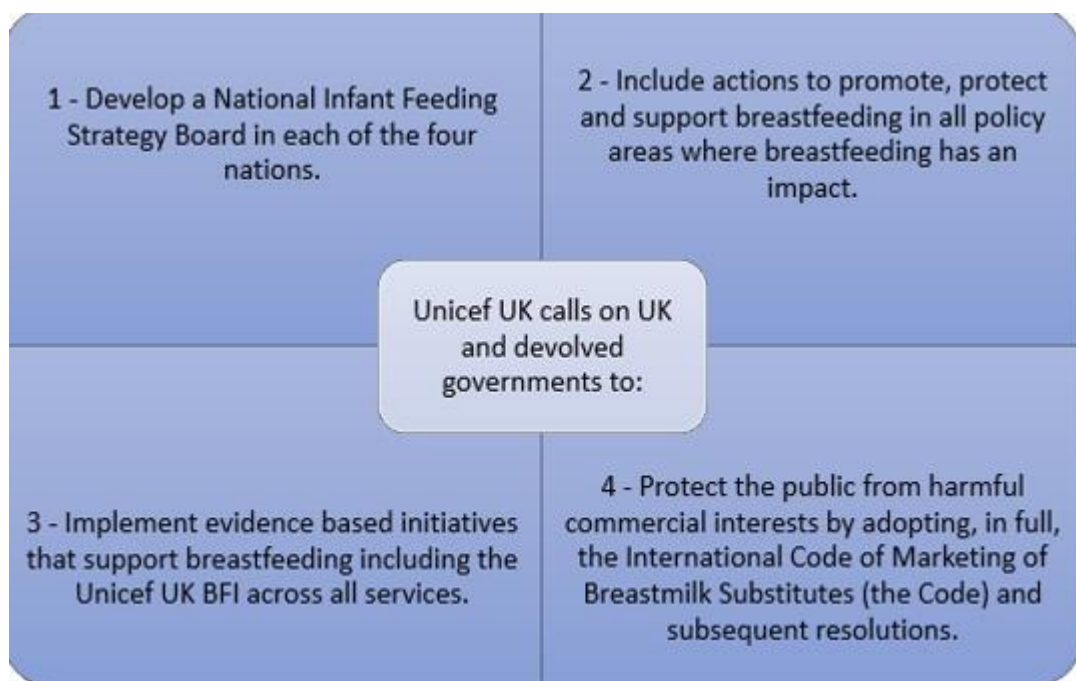 1 - Develop a National Infant Feeding
Strategy Board in each of the four
nations.
2 - Include actions to promote, protect
and support breastfeeding in all policy
areas where breastfeeding has an
impact.
Unicef UK calls on UK
and devolved
governments to:
3 - Implement evidence based initiatives
that support breastfeeding including the
Unicef UK BFI across all services.
4 - Protect the public from harmful
commercial interests by adopting, in full,
the International Code of Marketing of
Breastmilk Substitutes (the Code) and
subsequent resolutions.